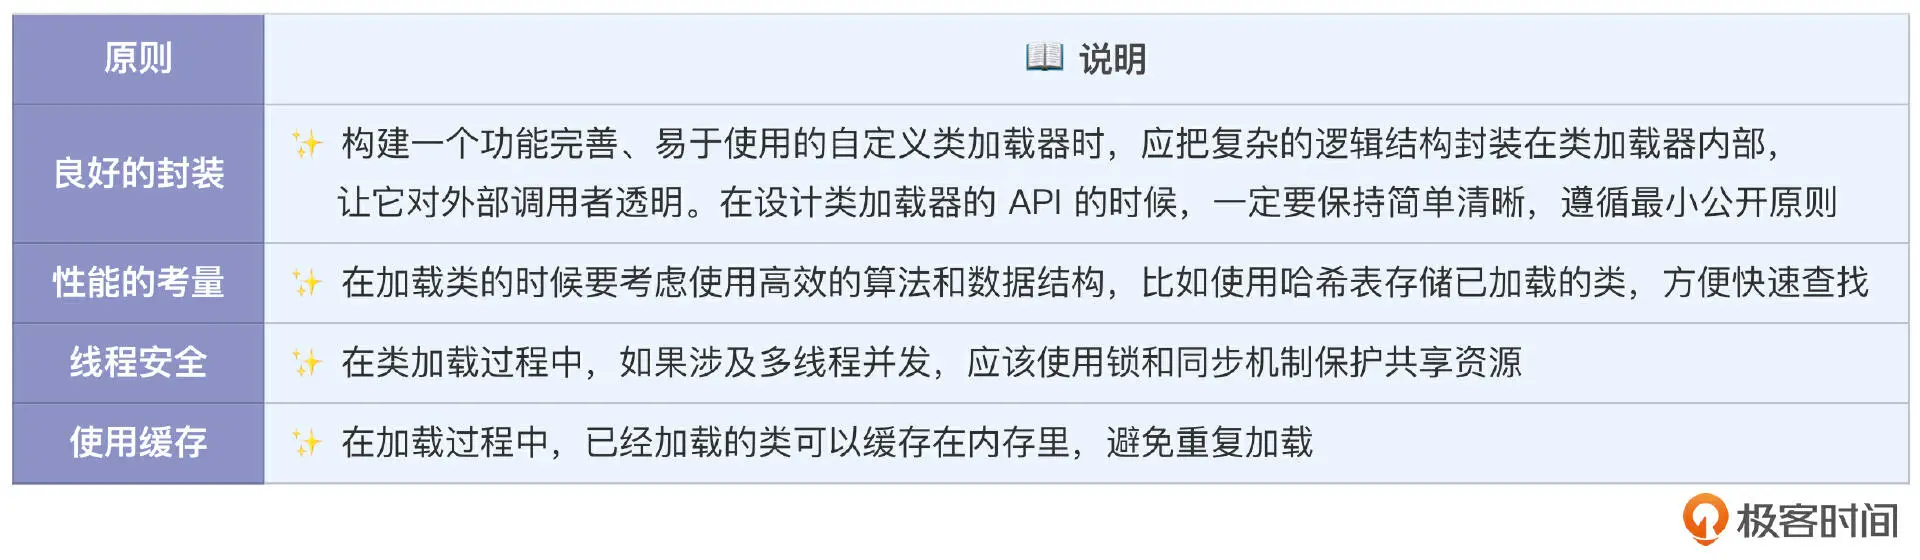 原则
说明
良好的封装
构建一个功能完善、易于使用的自定义类加载器时，应把复杂的逻辑结构封装在类加载器内部，
让它对外部调用者透明。在设计类加载器的 API 的时候，一定要保持简单清晰，遵循最小公开原则
性能的考量
在加载类的时候要考虑使用高效的算法和数据结构，比如使用哈希表存储已加载的类，方便快速查找
线程安全
在类加载过程中，如果涉及多线程并发，应该使用锁和同步机制保护共享资源
使用缓存
在加载过程中，已经加载的类可以缓存在内存里，避免重复加载
极客时间